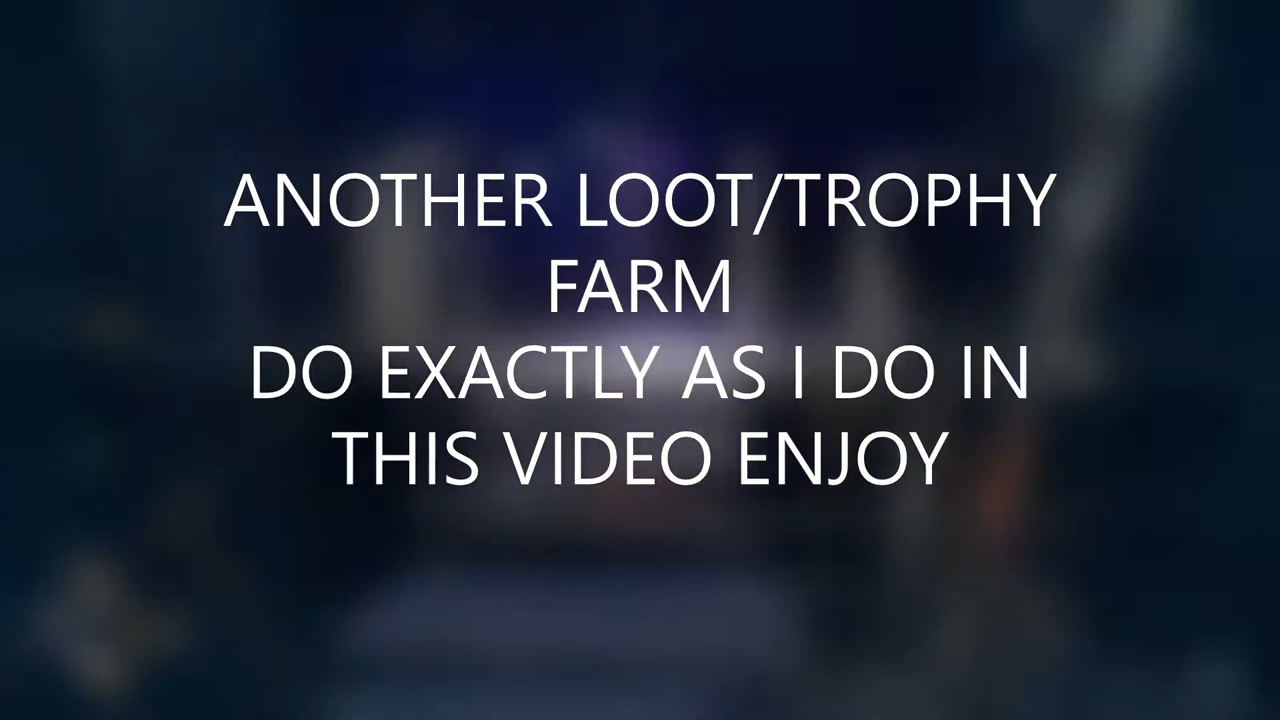 ANOTHER LOOT/TROPHY
FARM
DO EXACTLY AS I DO IN
THIS VIDEO ENJOY